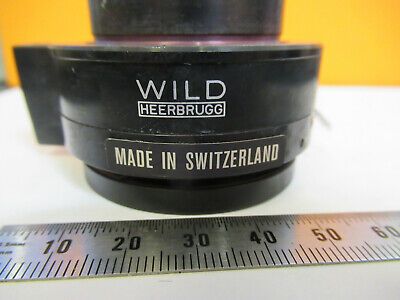 WILD
HEERBRUGG
MADE IN SWITZERLAND
10 20 30 40 50 60